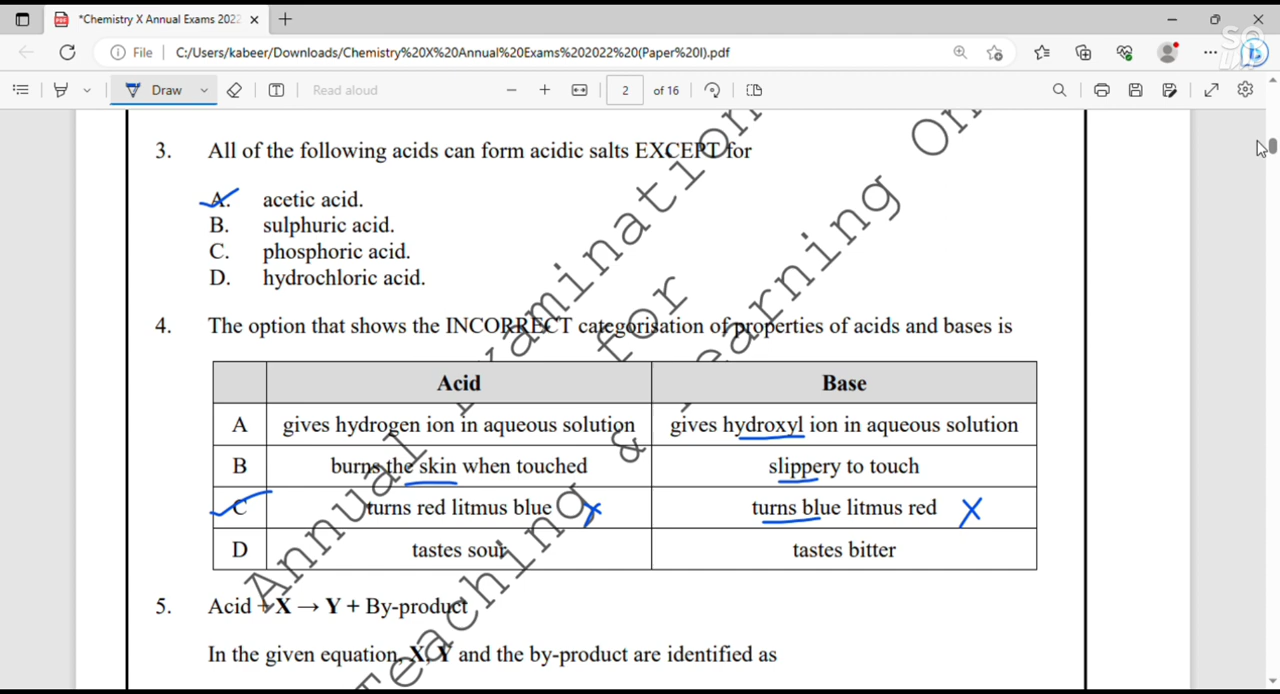 *Chemistry X Annual Exams 2022
File C:/Users/kabeer/Downloads/Chemistry%20X%20Annual%20Exams%202022%20(Paper%20I).pdf
Draw Read aloud 2 of 16
3. All of the following acids can form acidic salts EXCEPT for
A. acetic acid.
B. sulphuric acid.
C. phosphoric acid.
D. hydrochloric acid.
4. The option that shows the INCORRECT categorisation of properties of acids and bases is
Acid Base
A gives hydrogen ion in aqueous solution gives hydroxyl ion in aqueous solution
B burns the skin when touched slippery to touch
C turns red litmus blue turns blue litmus red
D tastes sour tastes bitter
5. Acid + X → Y + By-product
In the given equation, X, Y and the by-product are identified as
Annual Examination
Teaching & Learning On
for